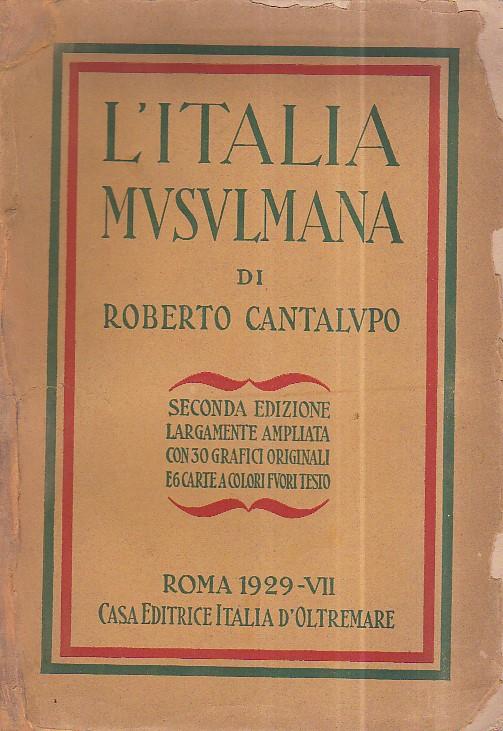 L'ITALIA
MVSVLMANA
DI
ROBERTO CANTALVPO
SECONDA EDIZIONE
LARGAMENTE AMPLIATA
CON 30 GRAFICI ORIGINALI
E 6 CARTE A COLORI FVORI TESTO
ROMA 1929-VII
CASA EDITRICE ITALIA D'OLTREMARE